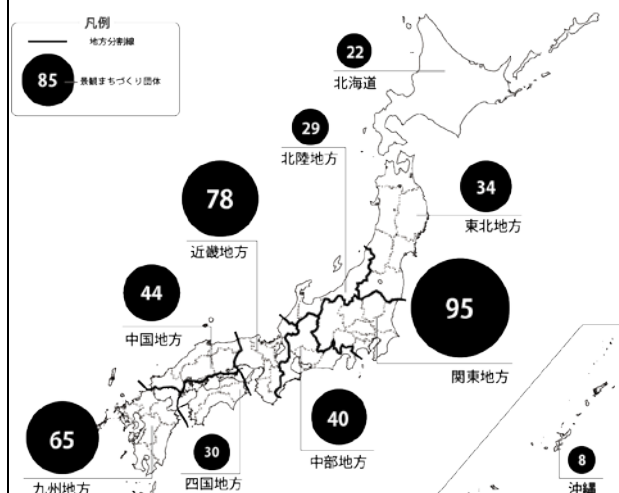 凡例
地方分割線
85
景観まちづくり団体
22
北海道
29
北陸地方
34
東北地方
78
近畿地方
44
中国地方
95
関東地方
40
中部地方
65
九州地方
30
四国地方
8
沖縄